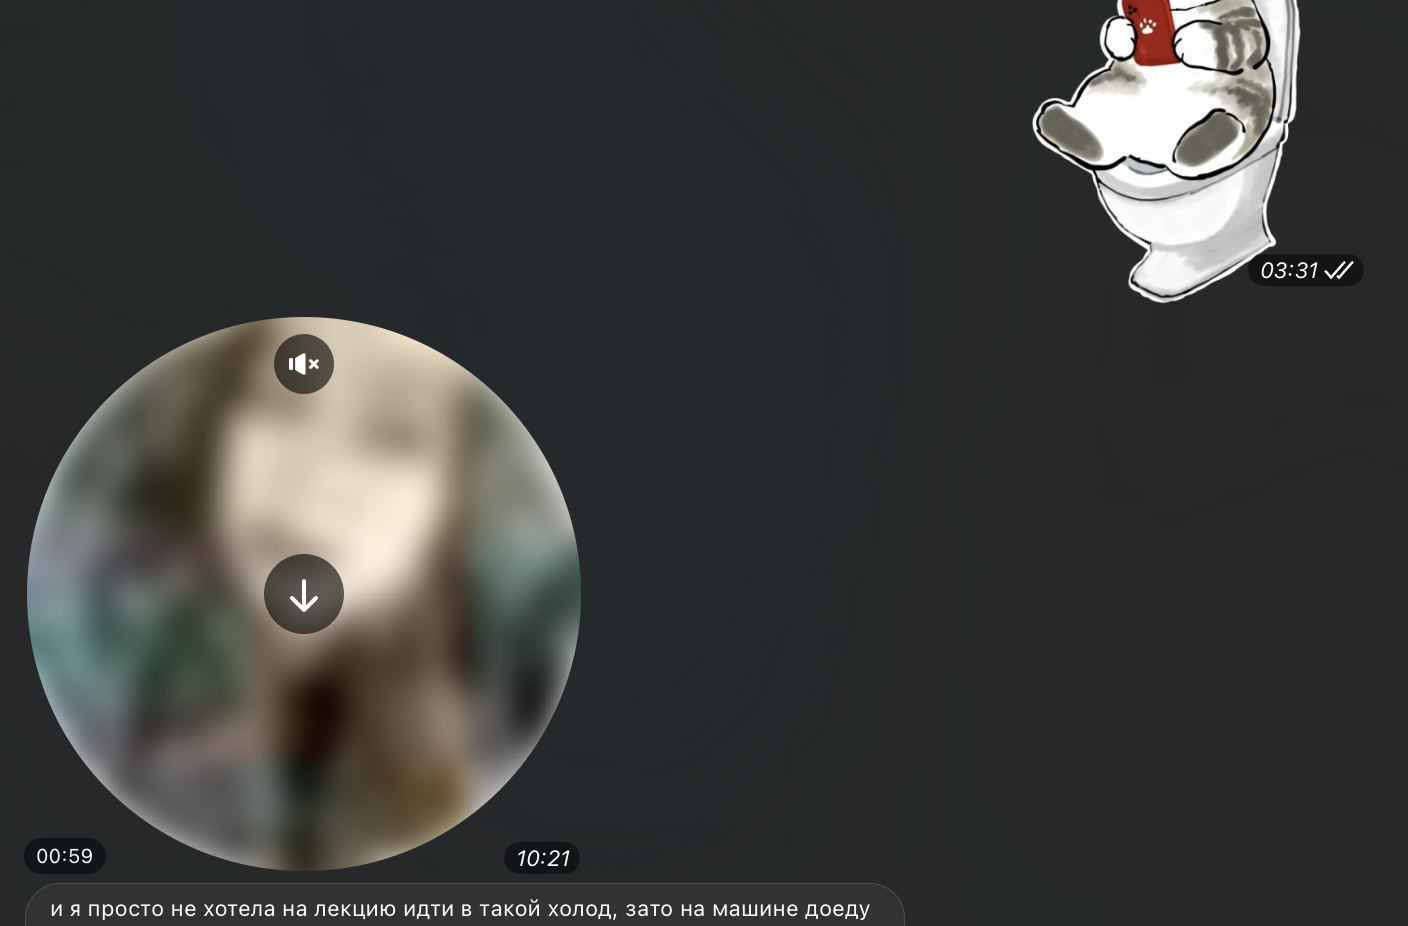 03:31
00:59
10:21
и я просто не хотела на лекцию идти в такой холод, зато на машине доеду